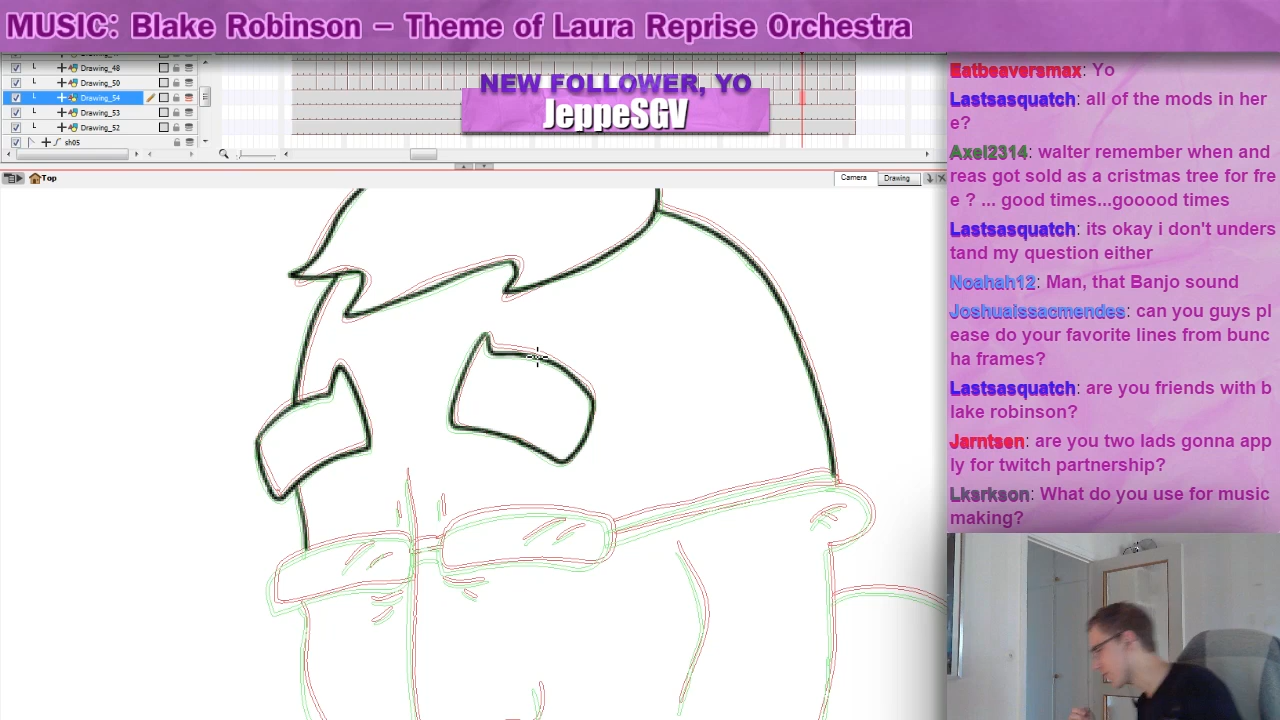 MUSIC: Blake Robinson – Theme of Laura Reprise Orchestra
Drawing_48
Drawing_50
Drawing_54
Drawing_53
Drawing_52
sh05
NEW FOLLOWER, YO
JeppeSGV
Top
Camera
Drawing
Eatbeaversmax: Yo
Lastsasquatch: all of the mods in her
e?
Axel2314: walter remember when and
reas got sold as a cristmas tree for fre
e ? ... good times...gooood times
Lastsasquatch: its okay i don't unders
tand my question either
Noahah12: Man, that Banjo sound
Joshuaissacmendes: can you guys pl
ease do your favorite lines from bunc
ha frames?
Lastsasquatch: are you friends with b
lake robinson?
Jarntsen: are you two lads gonna app
ly for twitch partnership?
Lksrkson: What do you use for music
making?